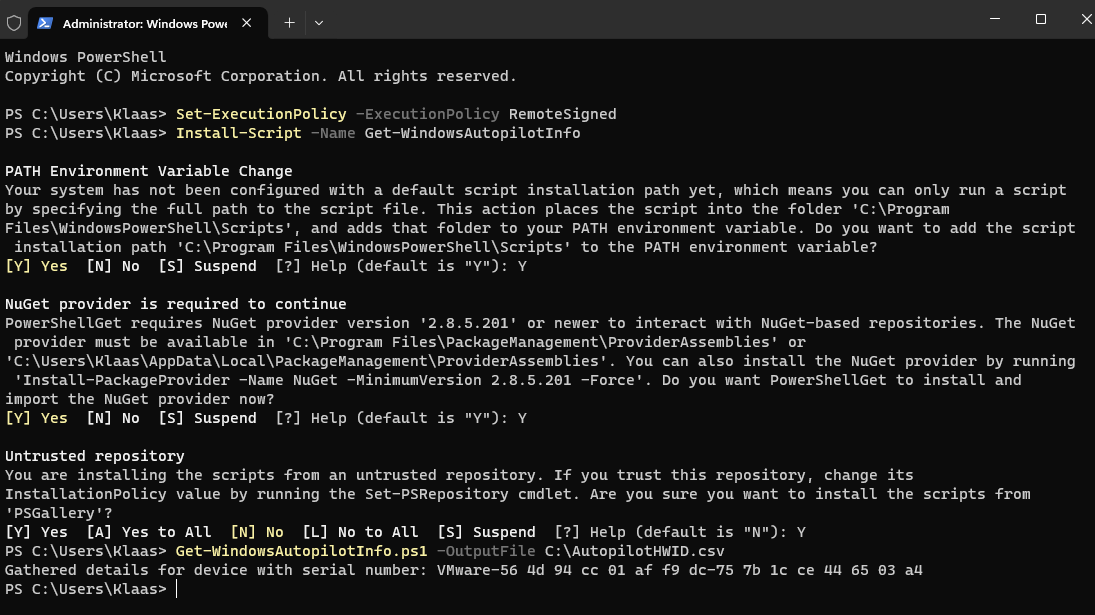 Administrator: Windows Powe
Windows PowerShell
Copyright (C) Microsoft Corporation. All rights reserved.
PS C:\Users\Klaas> Set-ExecutionPolicy -ExecutionPolicy RemoteSigned
PS C:\Users\Klaas> Install-Script -Name Get-WindowsAutopilotInfo
PATH Environment Variable Change
Your system has not been configured with a default script installation path yet, which means you can only run a script
by specifying the full path to the script file. This action places the script into the folder 'C:\Program
Files\WindowsPowerShell\Scripts', and adds that folder to your PATH environment variable. Do you want to add the script
installation path 'C:\Program Files\WindowsPowerShell\Scripts' to the PATH environment variable?
[Y] Yes  [N] No  [S] Suspend  [?] Help (default is "Y"): Y
NuGet provider is required to continue
PowerShellGet requires NuGet provider version '2.8.5.201' or newer to interact with NuGet-based repositories. The NuGet
provider must be available in 'C:\Program Files\PackageManagement\ProviderAssemblies' or
'C:\Users\Klaas\AppData\Local\PackageManagement\ProviderAssemblies'. You can also install the NuGet provider by running
'Install-PackageProvider -Name NuGet -MinimumVersion 2.8.5.201 -Force'. Do you want PowerShellGet to install and
import the NuGet provider now?
[Y] Yes  [N] No  [S] Suspend  [?] Help (default is "Y"): Y
Untrusted repository
You are installing the scripts from an untrusted repository. If you trust this repository, change its
InstallationPolicy value by running the Set-PSRepository cmdlet. Are you sure you want to install the scripts from
'PSGallery'?
[Y] Yes  [A] Yes to All  [N] No  [L] No to All  [S] Suspend  [?] Help (default is "N"): Y
PS C:\Users\Klaas> Get-WindowsAutopilotInfo.ps1 -OutputFile C:\AutopilotHWID.csv
Gathered details for device with serial number: VMware-56 4d 94 cc 01 af f9 dc-75 7b 1c ce 44 65 03 a4
PS C:\Users\Klaas>